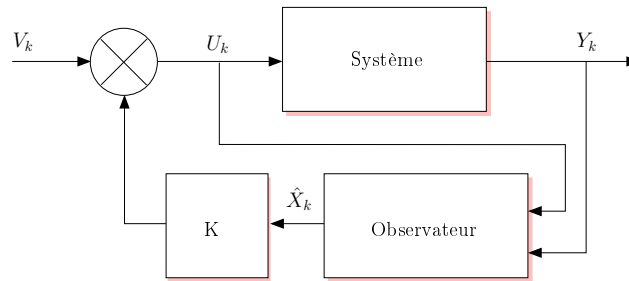 V_k
U_k
Système
Y_k
K
X̂_k
Observateur